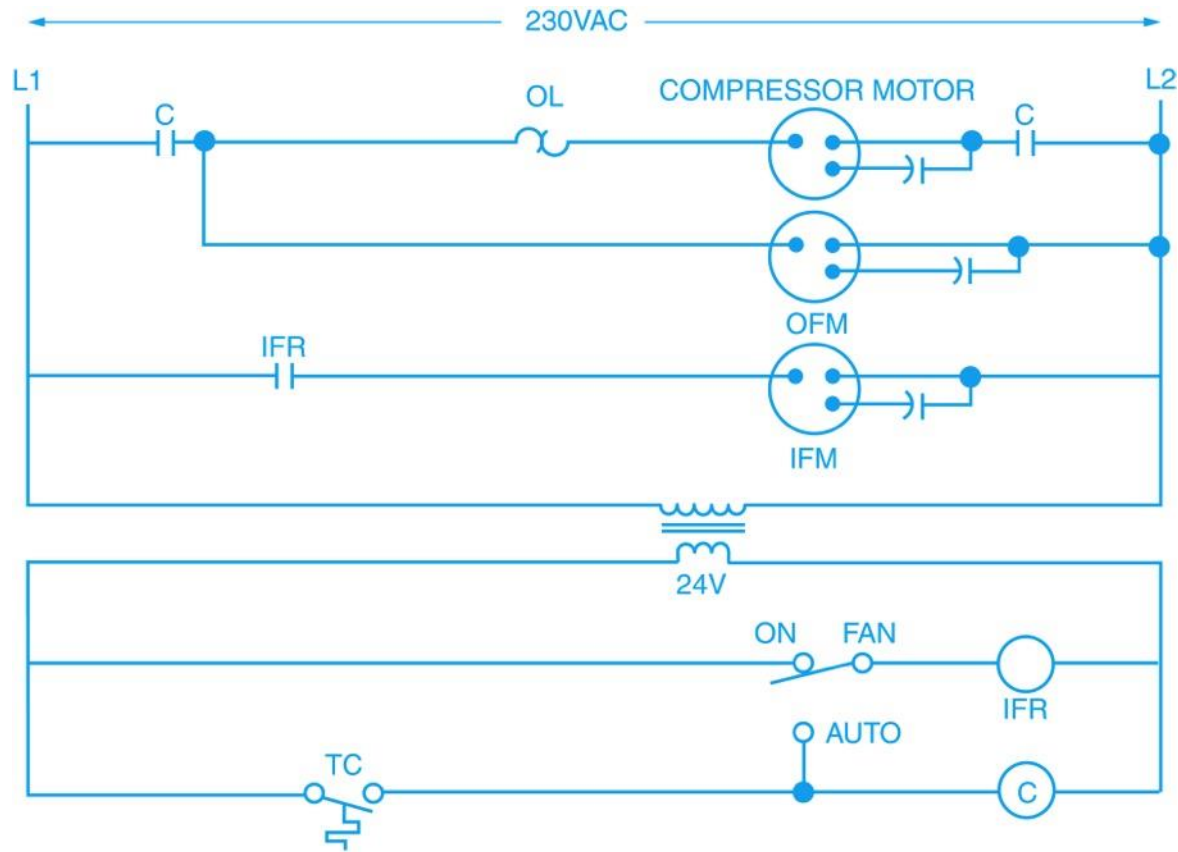 230VAC
L1 L2
C OL COMPRESSOR MOTOR C
OFM
IFR
IFM
24V
ON FAN
IFR
AUTO
TC
C